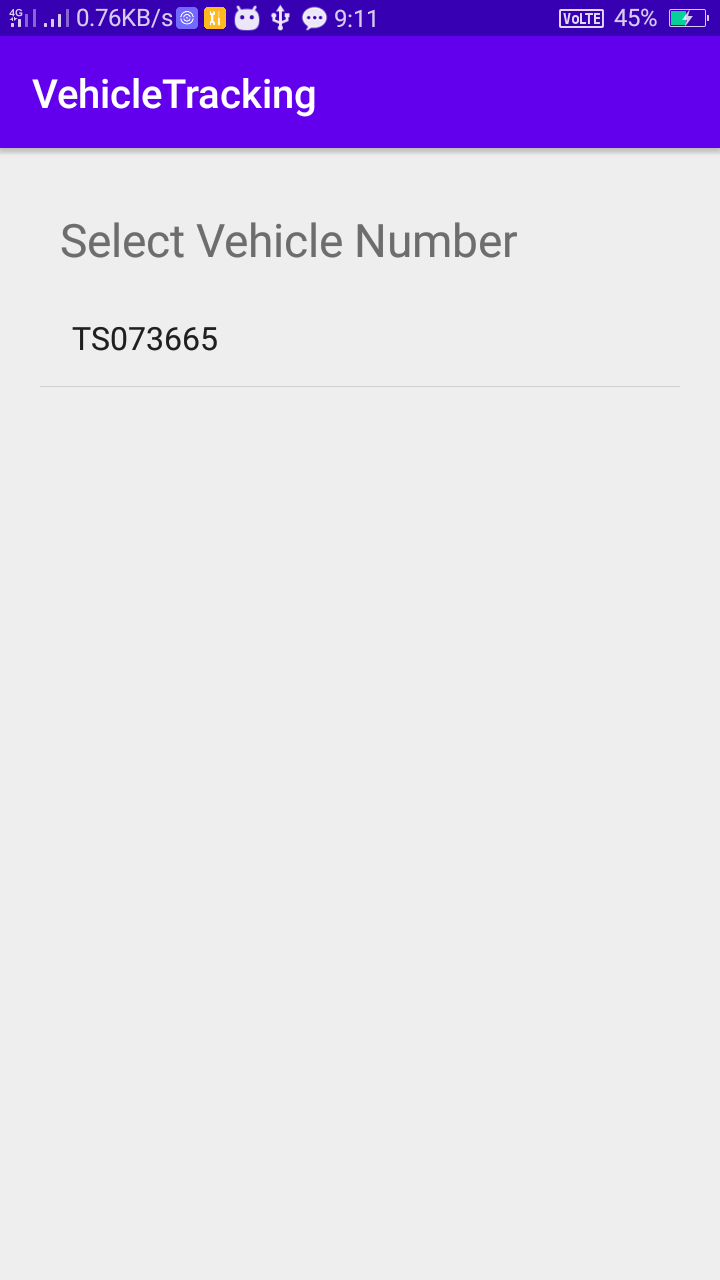 4G 0.76KB/s 9:11 VoLTE 45%
VehicleTracking
Select Vehicle Number
TS073665